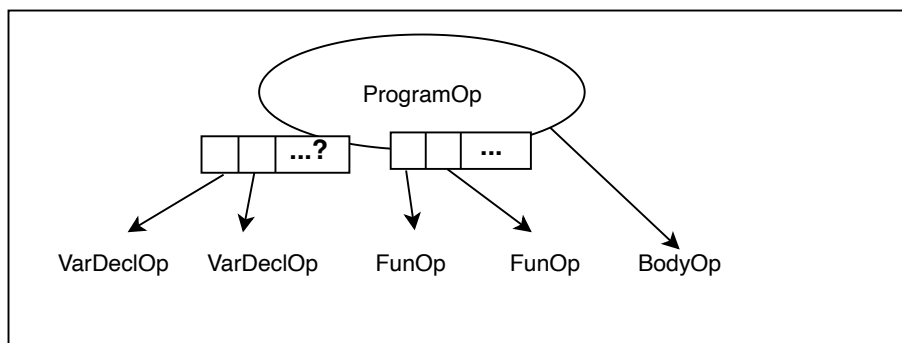 ProgramOp
...?
...
VarDeclOp
VarDeclOp
FunOp
FunOp
BodyOp